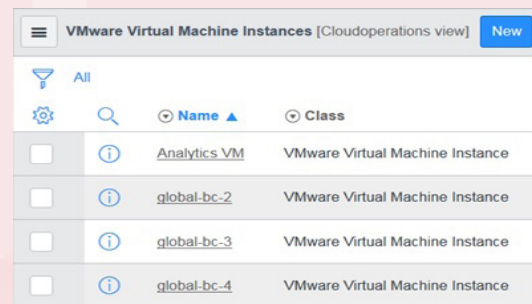 VMware Virtual Machine Instances [Cloudoperations view] New
All
Name ▲ Class
Analytics VM VMware Virtual Machine Instance
global-bc-2 VMware Virtual Machine Instance
global-bc-3 VMware Virtual Machine Instance
global-bc-4 VMware Virtual Machine Instance